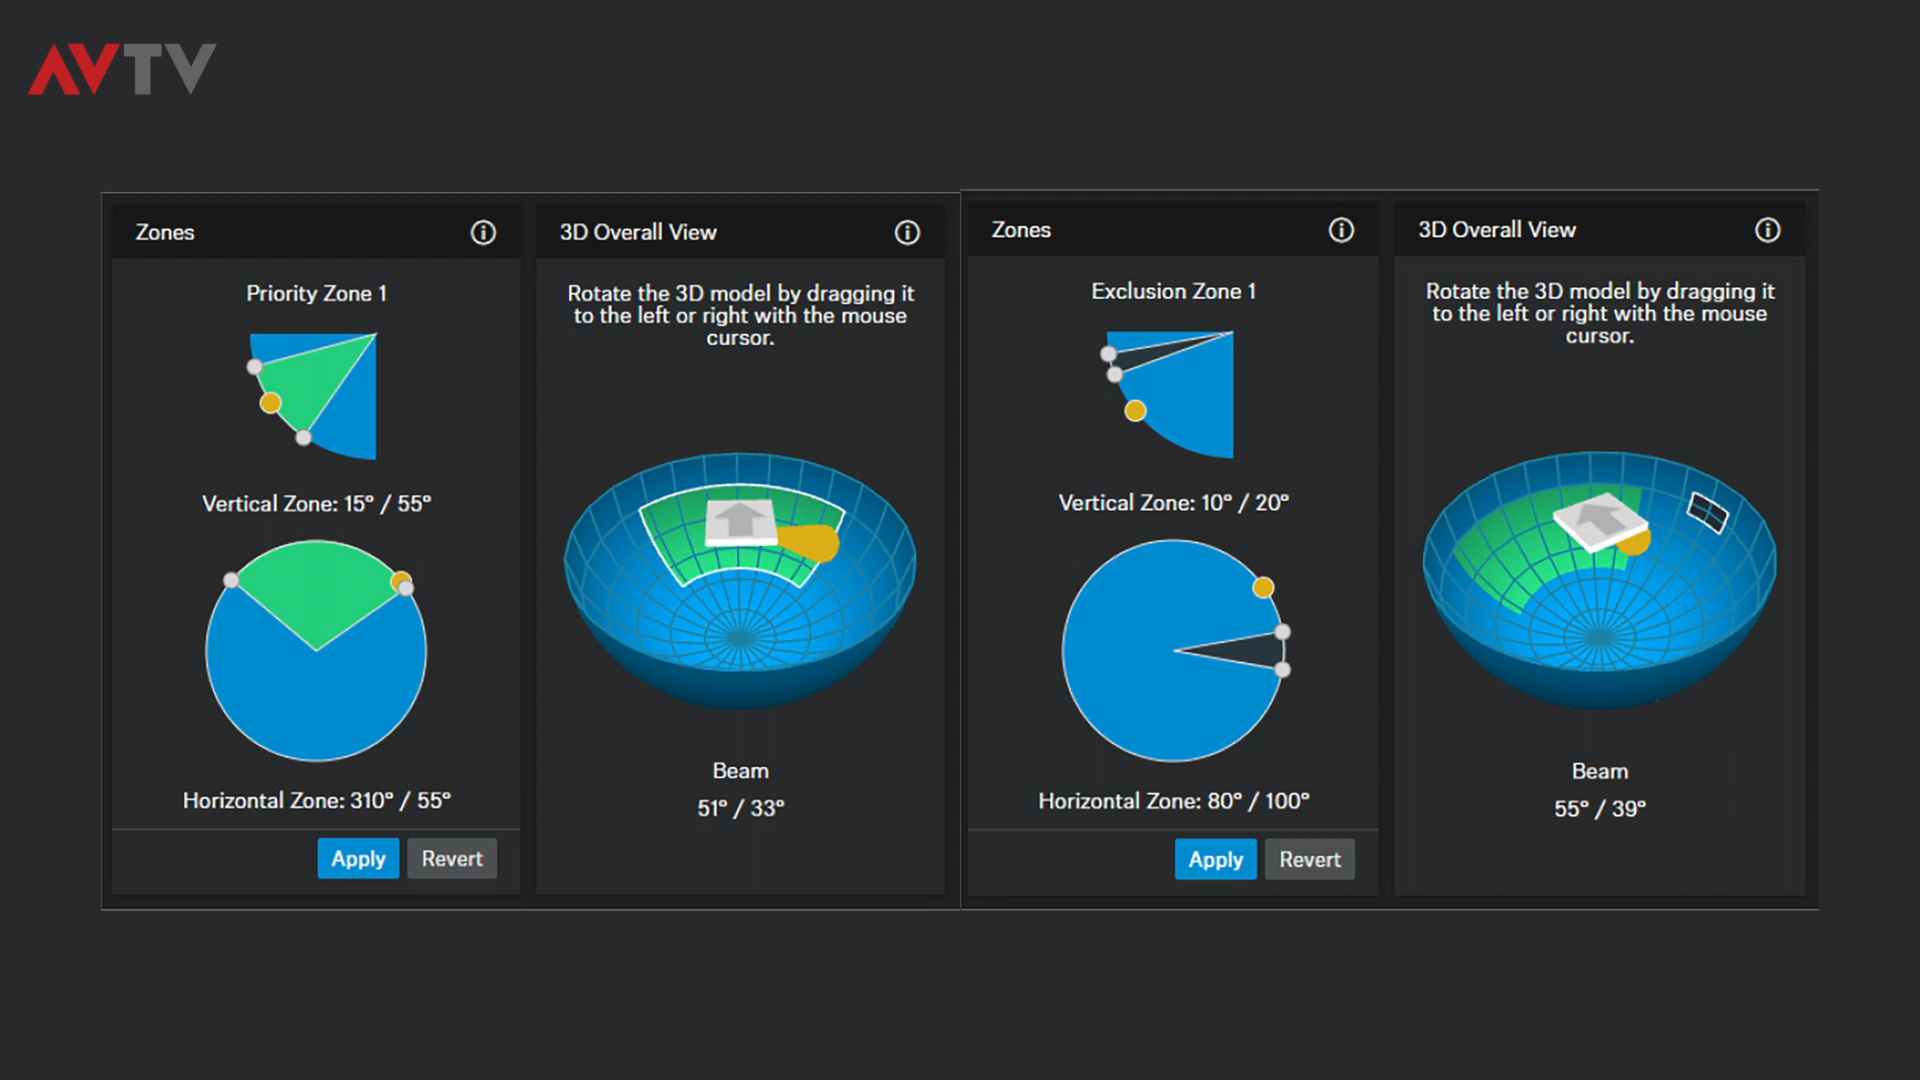 AVTV
Zones
Priority Zone 1
Vertical Zone: 15° / 55°
Horizontal Zone: 310° / 55°
Apply
Revert
3D Overall View
Rotate the 3D model by dragging it
to the left or right with the mouse
cursor.
Beam
51° / 33°
Zones
Exclusion Zone 1
Vertical Zone: 10° / 20°
Horizontal Zone: 80° / 100°
Apply
Revert
3D Overall View
Rotate the 3D model by dragging it
to the left or right with the mouse
cursor.
Beam
55° / 39°